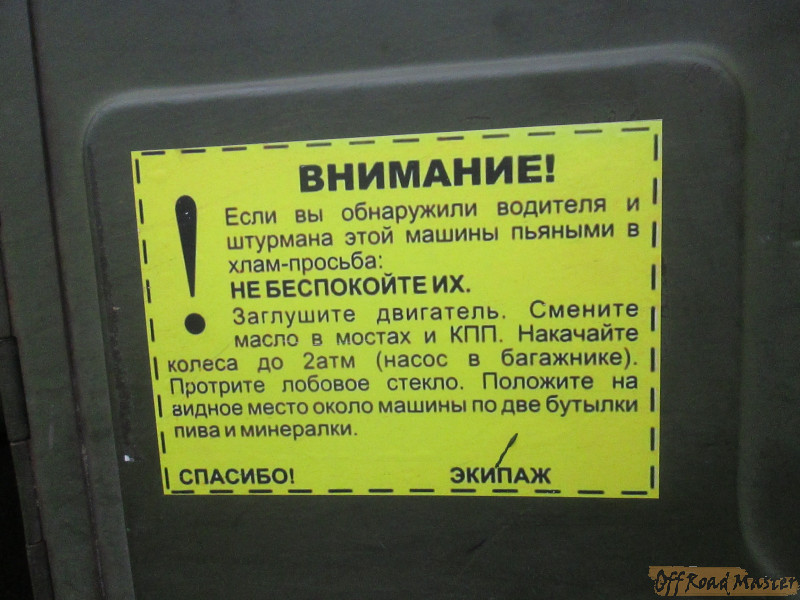 ВНИМАНИЕ!
Если вы обнаружили водителя и
штурмана этой машины пьяными в
хлам-просьба:
НЕ БЕСПОКОЙТЕ ИХ.
Заглушите двигатель. Смените
масло в мостах и КПП. Накачайте
колеса до 2атм (насос в багажнике).
Протрите лобовое стекло. Положите на
видное место около машины по две бутылки
пива и минералки.
СПАСИБО! ЭКИПАЖ
Off Road Master